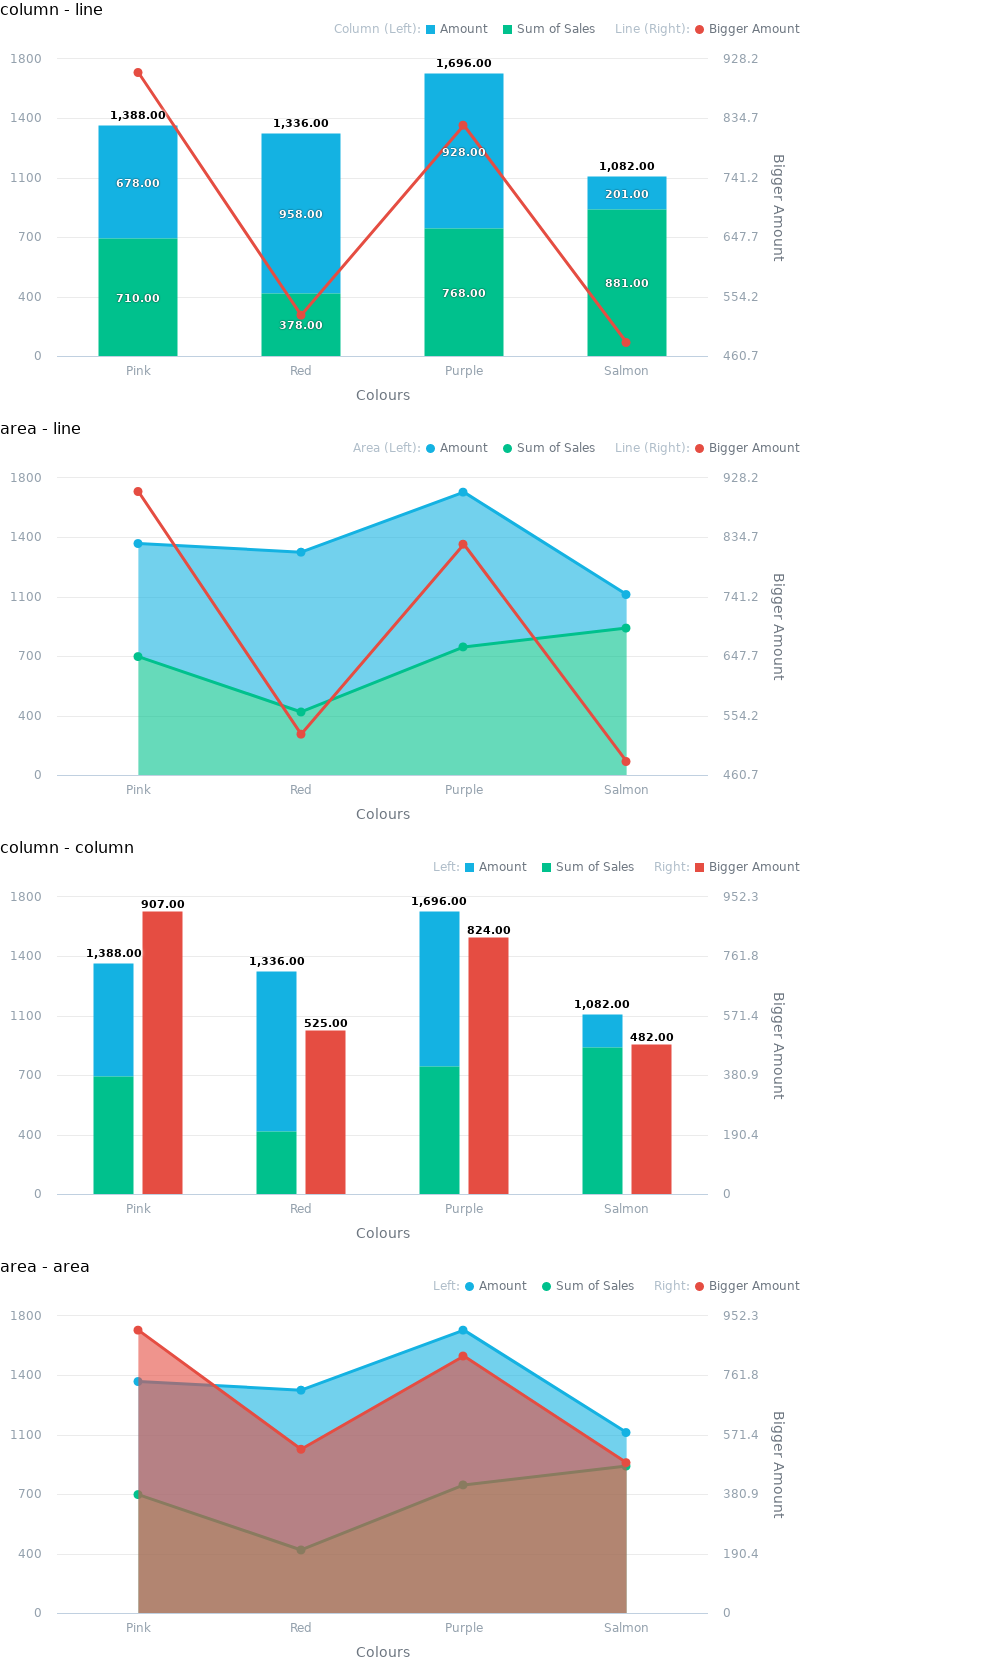 column - line
Column (Left): Amount Sum of Sales Line (Right): Bigger Amount
1800 1,696.00 928.2
1400 1,388.00 1,336.00 834.7
928.00
1100 678.00 1,082.00 741.2
201.00
958.00
700 647.7
881.00
400 710.00 768.00 554.2
378.00
0 460.7
Bigger Amount
Pink Red Purple Salmon
Colours
area - line
Area (Left): Amount Sum of Sales Line (Right): Bigger Amount
1800 928.2
1400 834.7
1100 741.2
700 647.7
400 554.2
0 460.7
Bigger Amount
Pink Red Purple Salmon
Colours
column - column
Left: Amount Sum of Sales Right: Bigger Amount
1800 907.00 1,696.00 952.3
824.00
1400 1,388.00 1,336.00 761.8
1100 525.00 1,082.00 571.4
482.00
700 380.9
400 190.4
0 0
Bigger Amount
Pink Red Purple Salmon
Colours
area - area
Left: Amount Sum of Sales Right: Bigger Amount
1800 952.3
1400 761.8
1100 571.4
700 380.9
400 190.4
0 0
Bigger Amount
Pink Red Purple Salmon
Colours